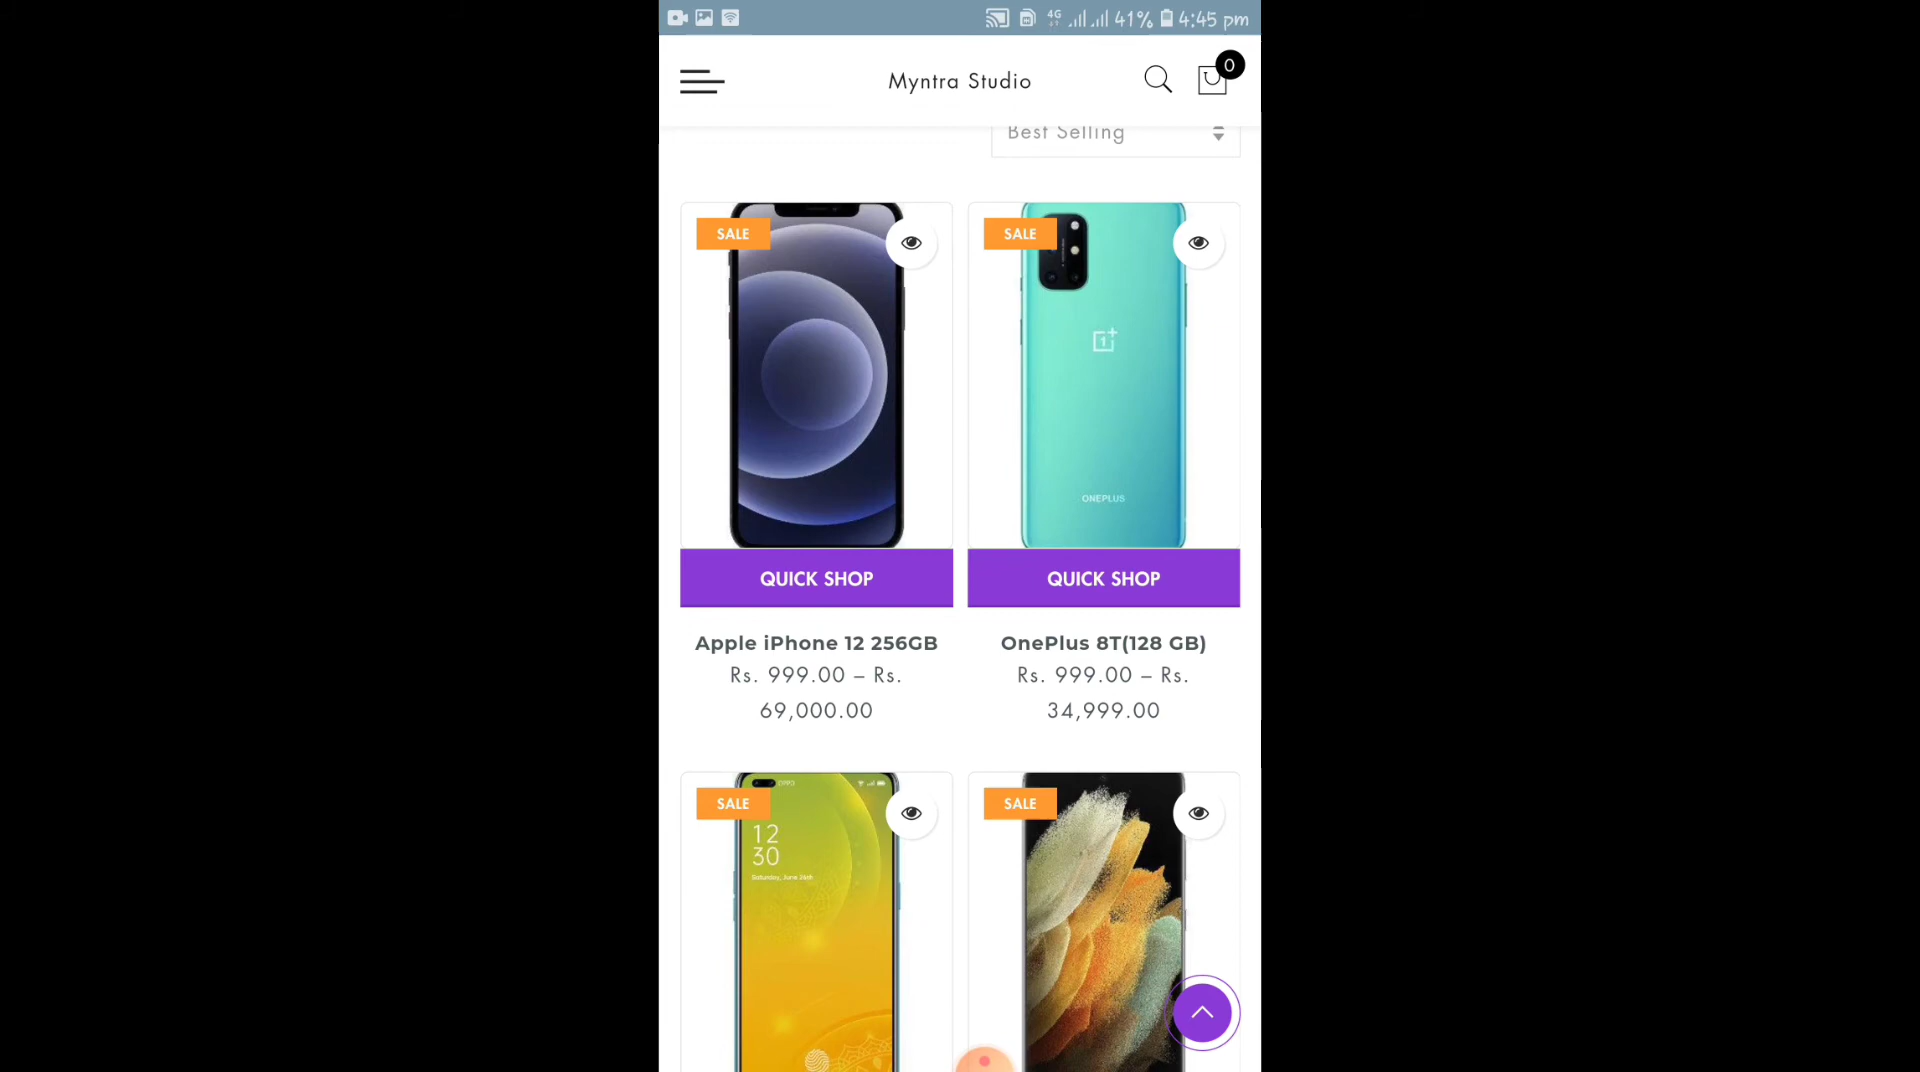 4G 41% 4:45 pm
Myntra Studio
0
Best Selling
SALE
SALE
ONEPLUS
QUICK SHOP
QUICK SHOP
Apple iPhone 12 256GB
Rs. 999.00 – Rs.
69,000.00
OnePlus 8T(128 GB)
Rs. 999.00 – Rs.
34,999.00
SALE
12
30
Saturday, June 26th
SALE